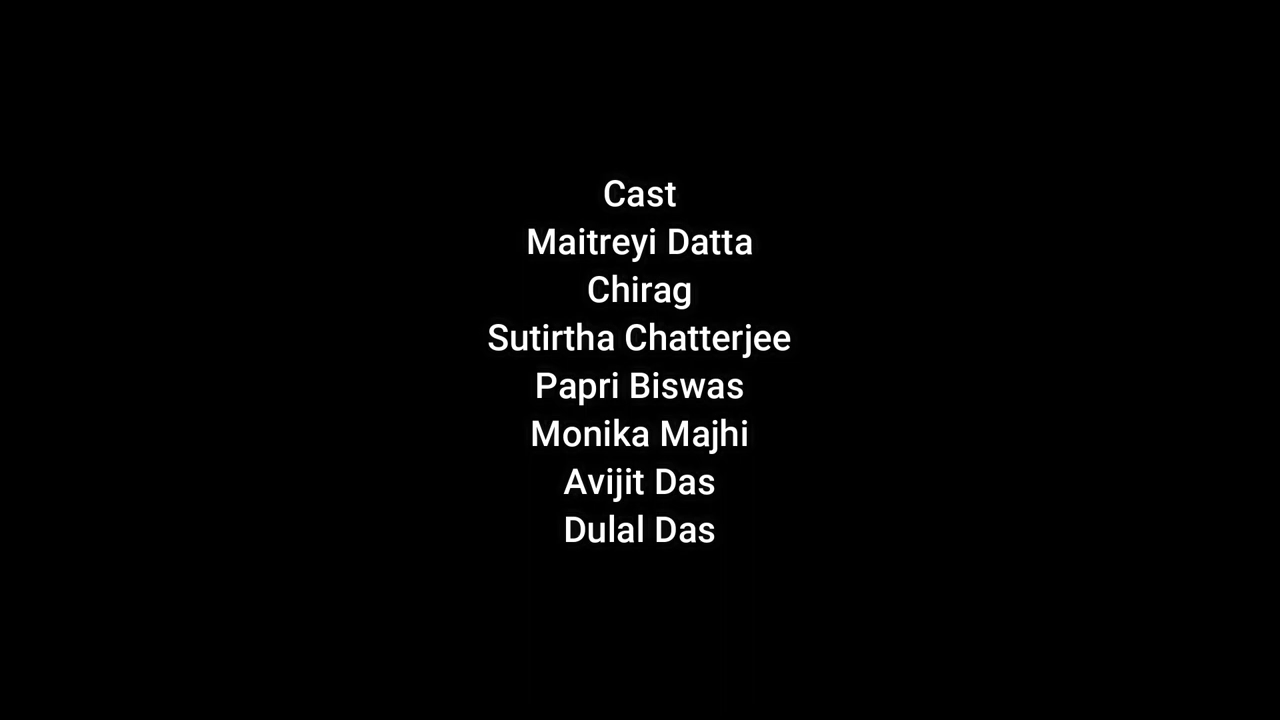 Cast
Maitreyi Datta
Chirag
Sutirtha Chatterjee
Papri Biswas
Monika Majhi
Avijit Das
Dulal Das